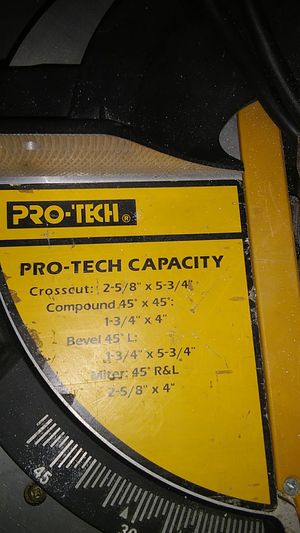 PRO-TECH®
PRO-TECH CAPACITY
Crosscut: 2-5/8" x 5-3/4"
Compound 45° x 45°:
1-3/4" x 4"
Bevel 45° L:
1-3/4" x 5-3/4"
Miter: 45° R&L
2-5/8" x 4"
45
30